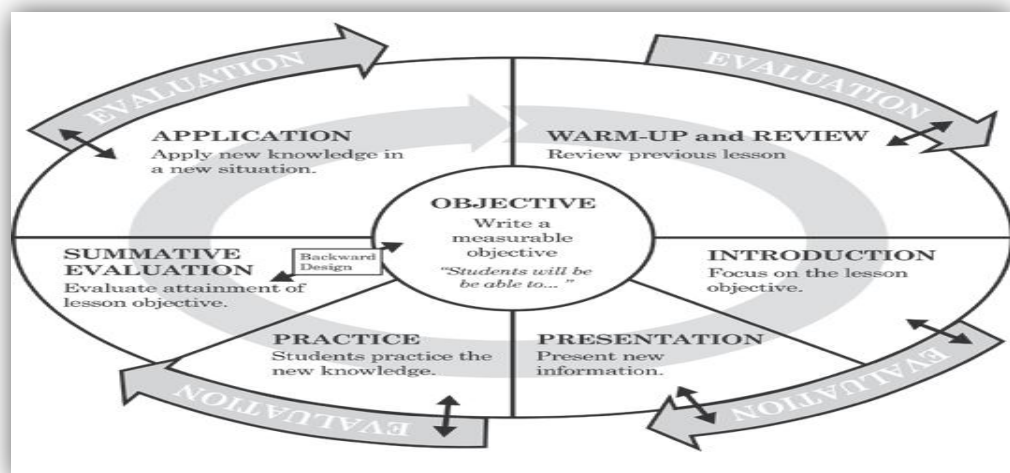 EVALUATION
EVALUATION
APPLICATION
Apply new knowledge in
a new situation.
WARM-UP and REVIEW
Review previous lesson
OBJECTIVE
Write a
measurable
objective
"Students will be
be able to... "
SUMMATIVE
EVALUATION
Evaluate attainment of
lesson objective.
Backward
Design
INTRODUCTION
Focus on the lesson
objective.
PRACTICE
Students practice the
new knowledge.
PRESENTATION
Present new
information.
EVALUATION
EVALUATION